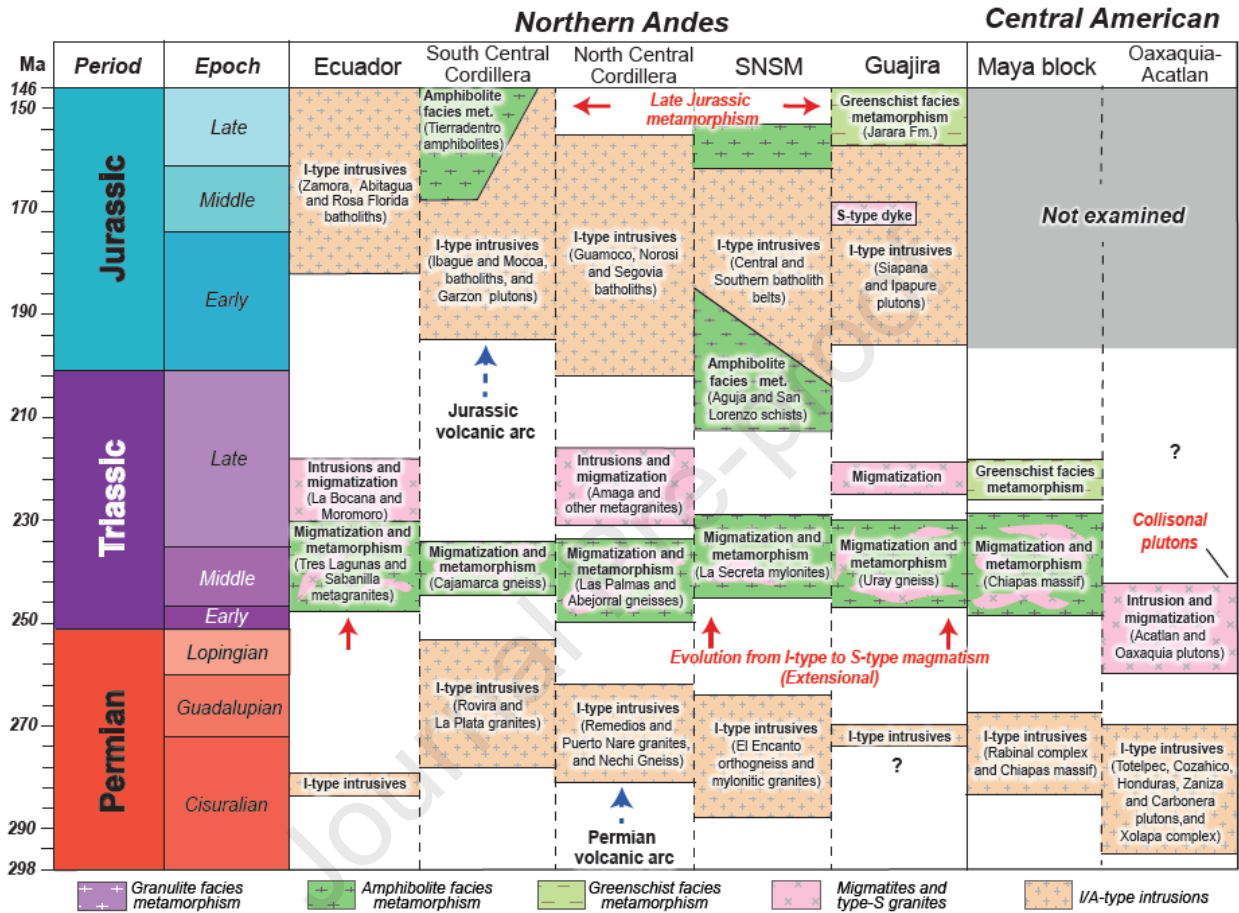 Northern Andes
Central American
Ma
Period
Epoch
Ecuador
South Central
Cordillera
North Central
Cordillera
SNSM
Guajira
Maya block
Oaxaquia-
Acatlan
146
150
170
190
210
230
250
270
290
298
Jurassic
Late
Middle
Early
Triassic
Late
Middle
Early
Permian
Lopingian
Guadalupian
Cisuralian
I-type intrusives
(Zamora, Abitagua
and Rosa Florida
batholiths)
Intrusions and
migmatization
(La Bocana and
Moromoro)
Migmatization and
metamorphism
(Tres Lagunas and
Sabanilla
metagranites)
I-type intrusives
Amphibolite
facies met.
(Tierradentro
amphibolites)
I-type intrusives
(Ibague and Mocoa,
batholiths, and
Garzon plutons)
Jurassic
volcanic arc
Migmatization and
metamorphism
(Cajamarca gneiss)
I-type intrusives
(Rovira and
La Plata granites)
Late Jurassic
metamorphism
I-type intrusives
(Guamoco, Norosi
and Segovia
batholiths)
Intrusions and
migmatization
(Amaga and
other metagranites)
Migmatization and
metamorphism
(Las Palmas and
Abejorral gneisses)
I-type intrusives
(Remedios and
Puerto Nare granites,
and Nechi Gneiss)
Permian
volcanic arc
I-type intrusives
(Central and
Southern batholith
belts)
Amphibolite
facies met.
(Aguja and San
Lorenzo schists)
Migmatization and
metamorphism
(La Secreta mylonites)
Evolution from I-type to S-type magmatism
(Extensional)
I-type intrusives
(El Encanto
orthogneiss and
mylonitic granites)
Greenschist facies
metamorphism
(Jarara Fm.)
S-type dyke
I-type intrusives
(Siapana
and Ipapure
plutons)
Migmatization
Migmatization and
metamorphism
(Uray gneiss)
I-type intrusives
?
Not examined
Greenschist facies
metamorphism
Migmatization and
metamorphism
(Chiapas massif)
I-type intrusives
(Rabinal complex
and Chiapas massif)
?
Collisonal
plutons
Intrusion and
migmatization
(Acatlan and
Oaxaquia plutons)
I-type intrusives
(Totelpec, Cozahico,
Honduras, Zaniza
and Carbonera
plutons,and
Xolapa complex)
Journal Pre-proof
Granulite facies
metamorphism
Amphibolite facies
metamorphism
Greenschist facies
metamorphism
Migmatites and
type-S granites
I/A-type intrusions